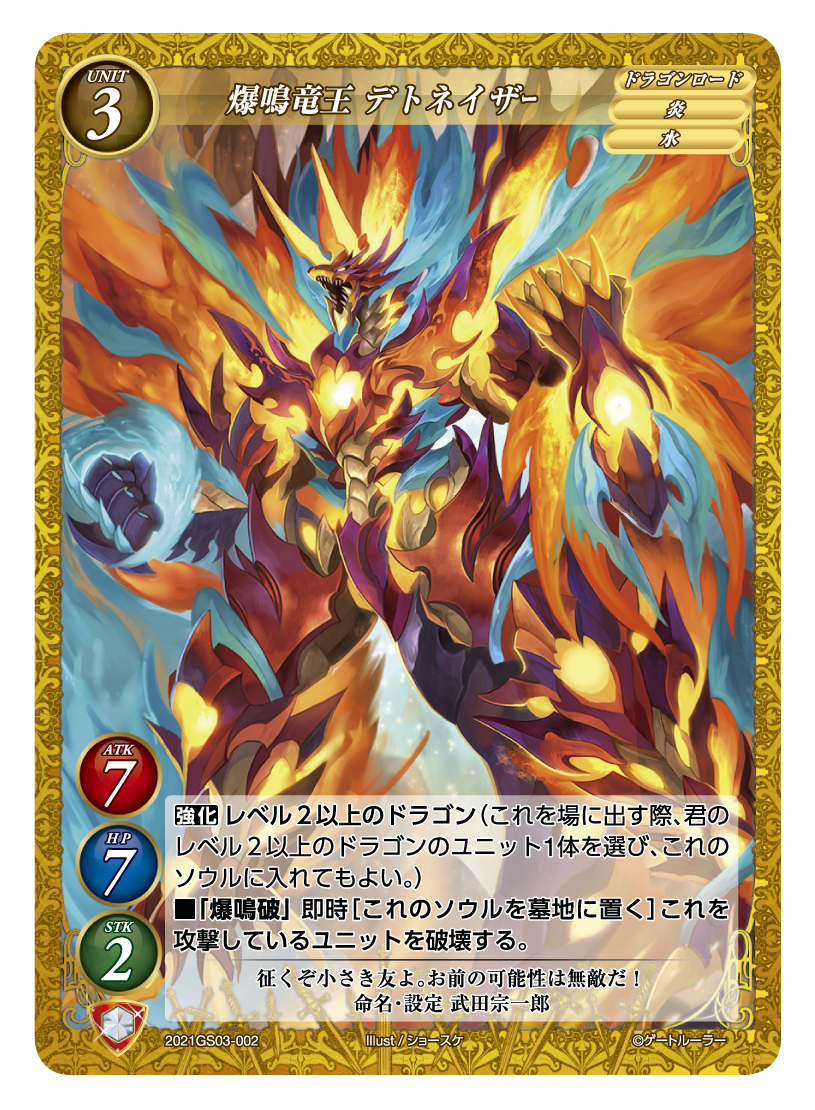 UNIT
3
爆鳴竜王 デトネイザー
ドラゴンロード
炎
水
ATK
7
HP
7
STK
2
強化 レベル2以上のドラゴン(これを場に出す際、君の
レベル2以上のドラゴンのユニット1体を選び、これの
ソウルに入れてもよい。)
■「爆鳴破」 即時[これのソウルを墓地に置く]これを
攻撃しているユニットを破壊する。
征くぞ小さき友よ。お前の可能性は無敵だ!
命名・設定 武田宗一郎
2021GS03-002
Illust / ショースケ
©ゲートルーラー